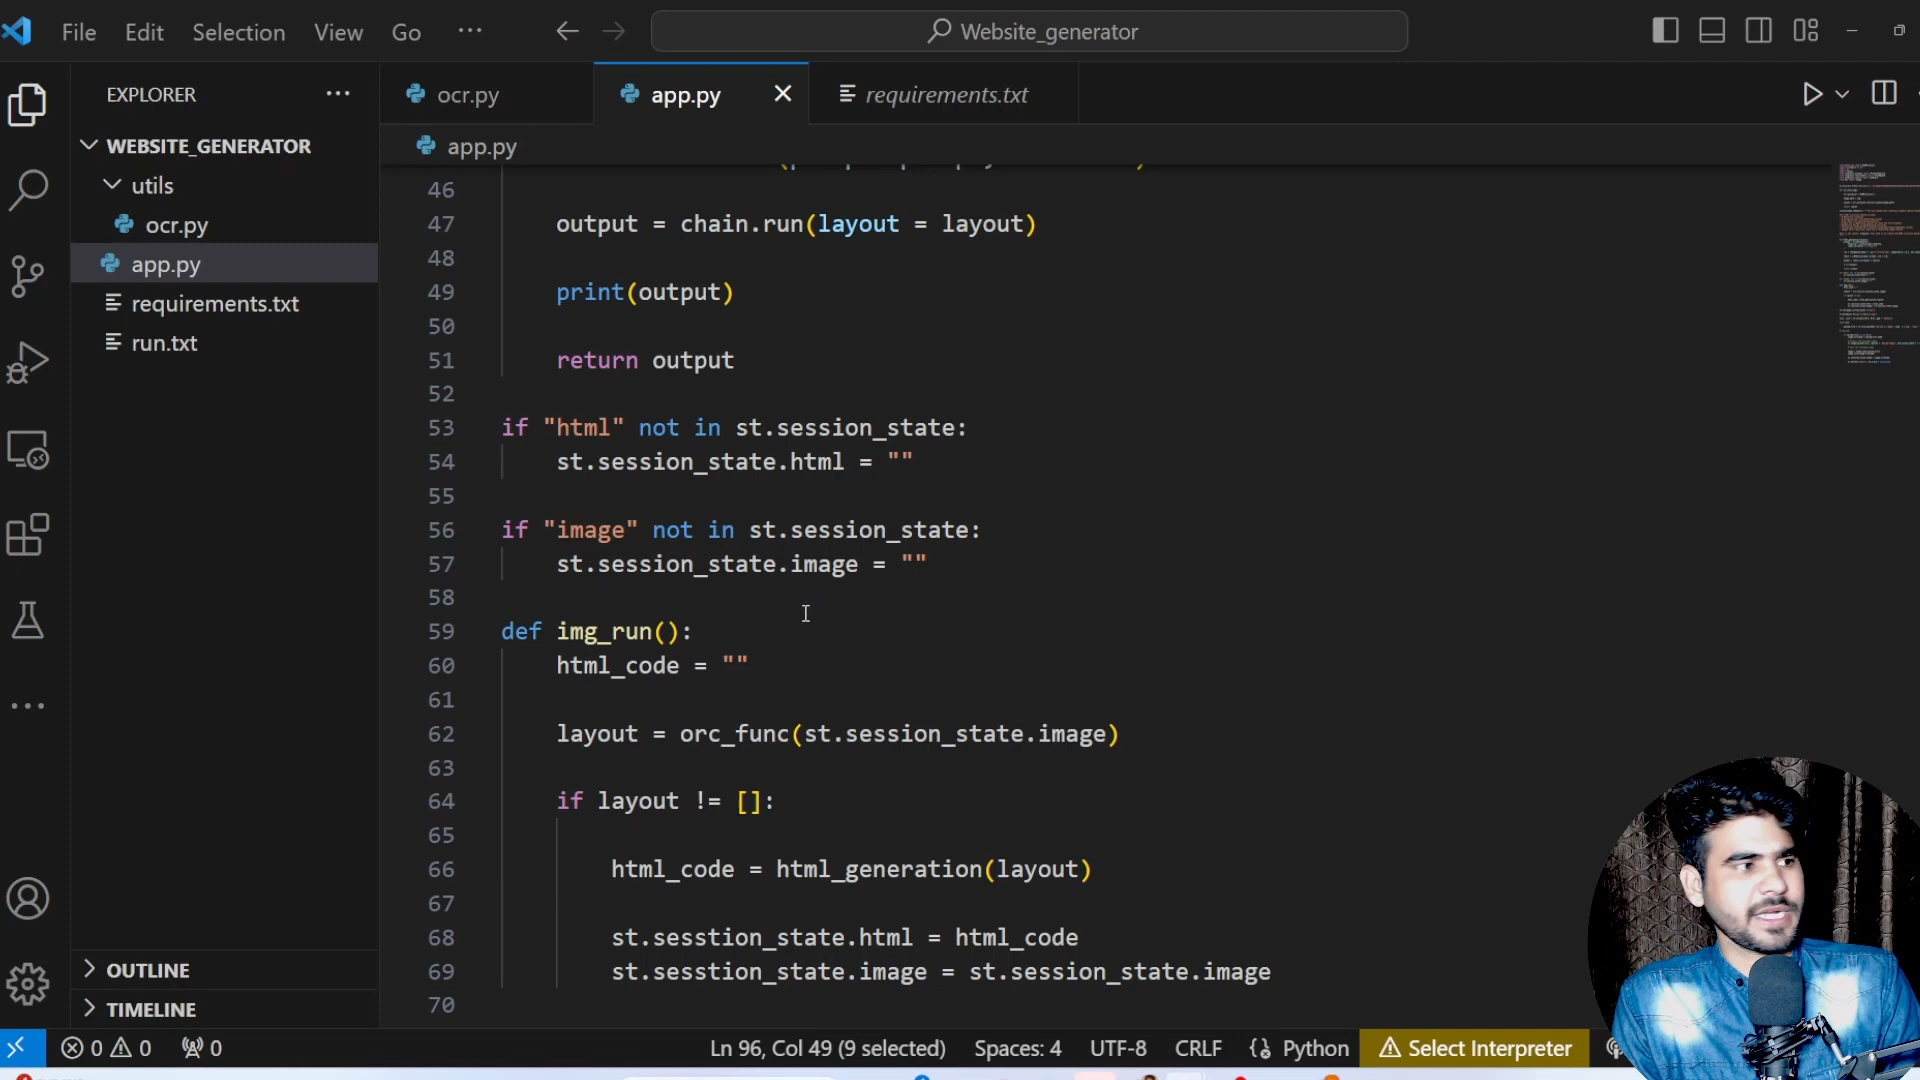 File Edit Selection View Go ··· Website_generator
EXPLORER ···
WEBSITE_GENERATOR
utils
ocr.py
app.py
requirements.txt
run.txt
OUTLINE
TIMELINE
ocr.py app.py requirements.txt
app.py
46
47 output = chain.run(layout = layout)
48
49 print(output)
50
51 return output
52
53 if "html" not in st.session_state:
54 st.session_state.html = ""
55
56 if "image" not in st.session_state:
57 st.session_state.image = ""
58
59 def img_run():
60 html_code = ""
61
62 layout = orc_func(st.session_state.image)
63
64 if layout != []:
65
66 html_code = html_generation(layout)
67
68 st.sesstion_state.html = html_code
69 st.sesstion_state.image = st.session_state.image
70
0 0 0 Ln 96, Col 49 (9 selected) Spaces: 4 UTF-8 CRLF Python Select Interpreter